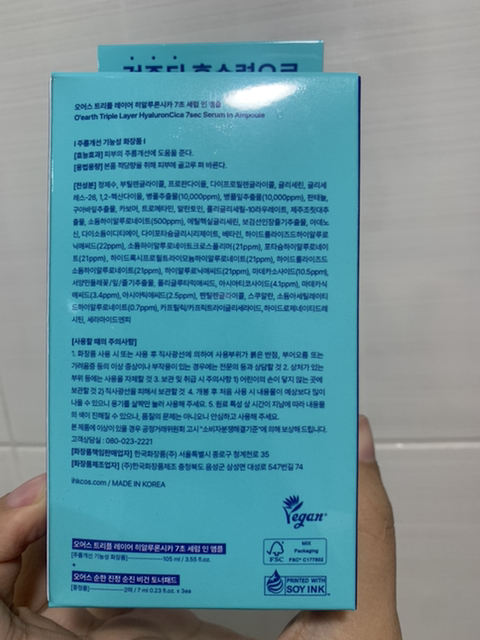 건조도 흡수력으로
오어스 트리플 레이어 히알루론시카 7초 세럼 인 앰플
O'earth Triple Layer HyaluronCica 7sec Serum in Ampoule
| 주름개선 기능성 화장품 |
[효능효과] 피부의 주름개선에 도움을 준다.
[용법용량] 본품 적당량을 취해 피부에 골고루 펴 바른다.
[전성분] 정제수, 부틸렌글라이콜, 프로판다이올, 다이프로필렌글라이콜, 글리세린, 글리세
레스-26, 1,2-헥산다이올, 병풀추출물(10,000ppm), 병풀잎추출물(10,000ppm), 판테놀,
구아바잎추출물, 카보머, 트로메타민, 알란토인, 폴리글리세릴-10라우레이트, 제주조릿대추
출물, 소듐하이알루로네이트(500ppm), 에틸헥실글리세린, 보검선인장줄기추출물, 아데노
신, 다이소듐이디티에이, 다이포타슘글리시리제이트, 베타인, 하이드롤라이즈드하이알루로
닉애씨드(22ppm), 소듐하이알루로네이트크로스폴리머(21ppm), 포타슘하이알루로네이
트(21ppm), 하이드록시프로필트라이모늄하이알루로네이트(21ppm), 하이드롤라이즈드
소듐하이알루로네이트(21ppm), 하이알루로닉애씨드(21ppm), 마데카소사이드(10.5ppm),
서양민들레꽃/잎/줄기추출물, 폴리글루타믹애씨드, 아시아티코사이드(4.1ppm), 마데카식
애씨드(3.4ppm), 아시아틱애씨드(2.5ppm), 펜틸렌글라이콜, 스쿠알란, 소듐아세틸레이티
드하이알루로네이트(0.7ppm), 카프릴릭/카프릭트라이글리세라이드, 하이드로제네이티드레
시틴, 세라마이드엔피
[사용할 때의 주의사항]
1. 화장품 사용 시 또는 사용 후 직사광선에 의하여 사용부위가 붉은 반점, 부어오름 또는
가려움증 등의 이상 증상이나 부작용이 있는 경우에는 전문의 등과 상담할 것 2. 상처가 있는
부위 등에는 사용을 자제할 것 3. 보관 및 취급 시 주의사항 1) 어린이의 손이 닿지 않는 곳에
보관할 것 2) 직사광선을 피해서 보관할 것 4. 개봉 후 처음 사용 시 내용물이 예상보다 많이
나올 수 있으니 용기를 살짝만 눌러 사용해 주세요. 5. 원료 특성 상 시간이 지남에 따라 내용물
의 색이 진해질 수 있으나, 품질의 문제는 아니오니 안심하고 사용해 주세요.
본 제품에 이상이 있을 경우 공정거래위원회 고시 "소비자분쟁해결기준"에 의해 보상해 드립니다.
고객상담실 : 080-023-2221
[화장품책임판매업자] 한국화장품(주) 서울특별시 종로구 청계천로 35
[화장품제조업자] (주)한국화장품제조 충청북도 음성군 삼성면 대성로 547번길 74
ihkcos.com / MADE IN KOREA
Vegan
오어스 트리플 레이어 히알루론시카 7초 세럼 인 앰플
[주름개선 기능성 화장품] 105 ml / 3.55 fl.oz.
+
오어스 순한 진정 순진 비건 토너패드
[증정품] 2매 / 7 ml 0.23 fl.oz. x 3ea
FSC
MIX
Packaging
FSC® C177802
PRINTED WITH
SOY INK